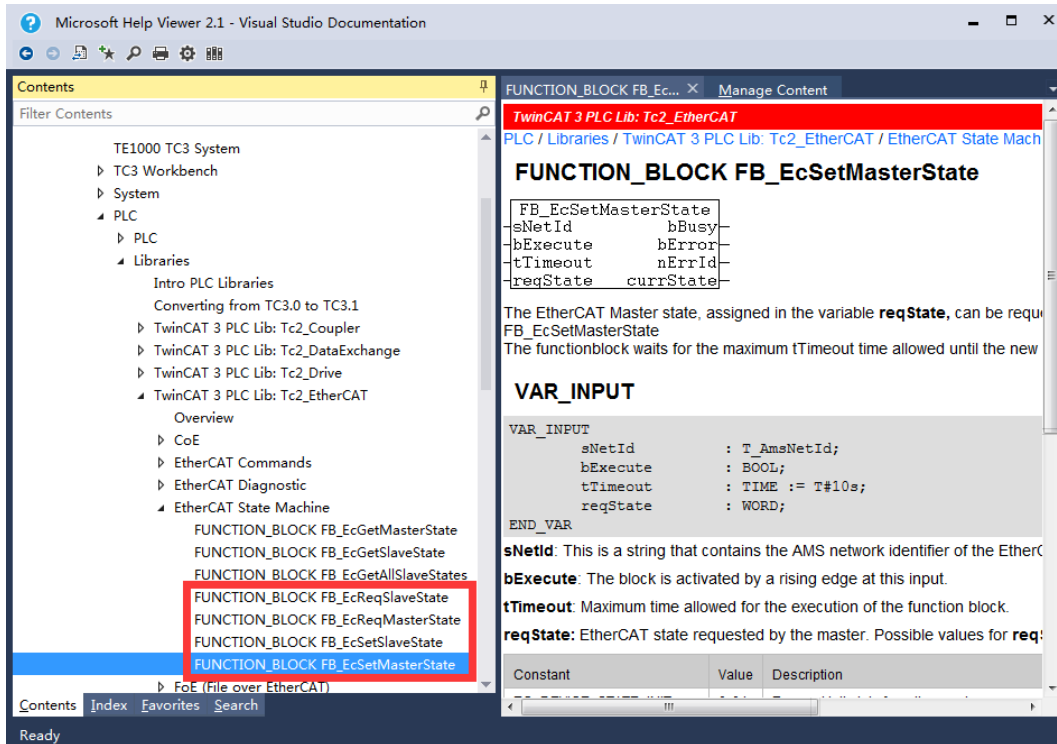 Microsoft Help Viewer 2.1 - Visual Studio Documentation
Contents
Filter Contents
TE1000 TC3 System
TC3 Workbench
System
PLC
PLC
Libraries
Intro PLC Libraries
Converting from TC3.0 to TC3.1
TwinCAT 3 PLC Lib: Tc2_Coupler
TwinCAT 3 PLC Lib: Tc2_DataExchange
TwinCAT 3 PLC Lib: Tc2_Drive
TwinCAT 3 PLC Lib: Tc2_EtherCAT
Overview
CoE
EtherCAT Commands
EtherCAT Diagnostic
EtherCAT State Machine
FUNCTION_BLOCK FB_EcGetMasterState
FUNCTION_BLOCK FB_EcGetSlaveState
FUNCTION_BLOCK FB_EcGetAllSlaveStates
FUNCTION_BLOCK FB_EcReqSlaveState
FUNCTION_BLOCK FB_EcReqMasterState
FUNCTION_BLOCK FB_EcSetSlaveState
FUNCTION_BLOCK FB_EcSetMasterState
FoE (File over EtherCAT)
Contents Index Favorites Search
Ready
FUNCTION_BLOCK FB_Ec... Manage Content
TwinCAT 3 PLC Lib: Tc2_EtherCAT
PLC / Libraries / TwinCAT 3 PLC Lib: Tc2_EtherCAT / EtherCAT State Mach
FUNCTION_BLOCK FB_EcSetMasterState
FB_EcSetMasterState
sNetId bBusy
bExecute bError
tTimeout nErrId
reqState currState
The EtherCAT Master state, assigned in the variable reqState, can be reque
FB_EcSetMasterState
The functionblock waits for the maximum tTimeout time allowed until the new
VAR_INPUT
VAR_INPUT
sNetId : T_AmsNetId;
bExecute : BOOL;
tTimeout : TIME := T#10s;
reqState : WORD;
END_VAR
sNetId: This is a string that contains the AMS network identifier of the EtherC
bExecute: The block is activated by a rising edge at this input.
tTimeout: Maximum time allowed for the execution of the function block.
reqState: EtherCAT state requested by the master. Possible values for reqS
Constant Value Description